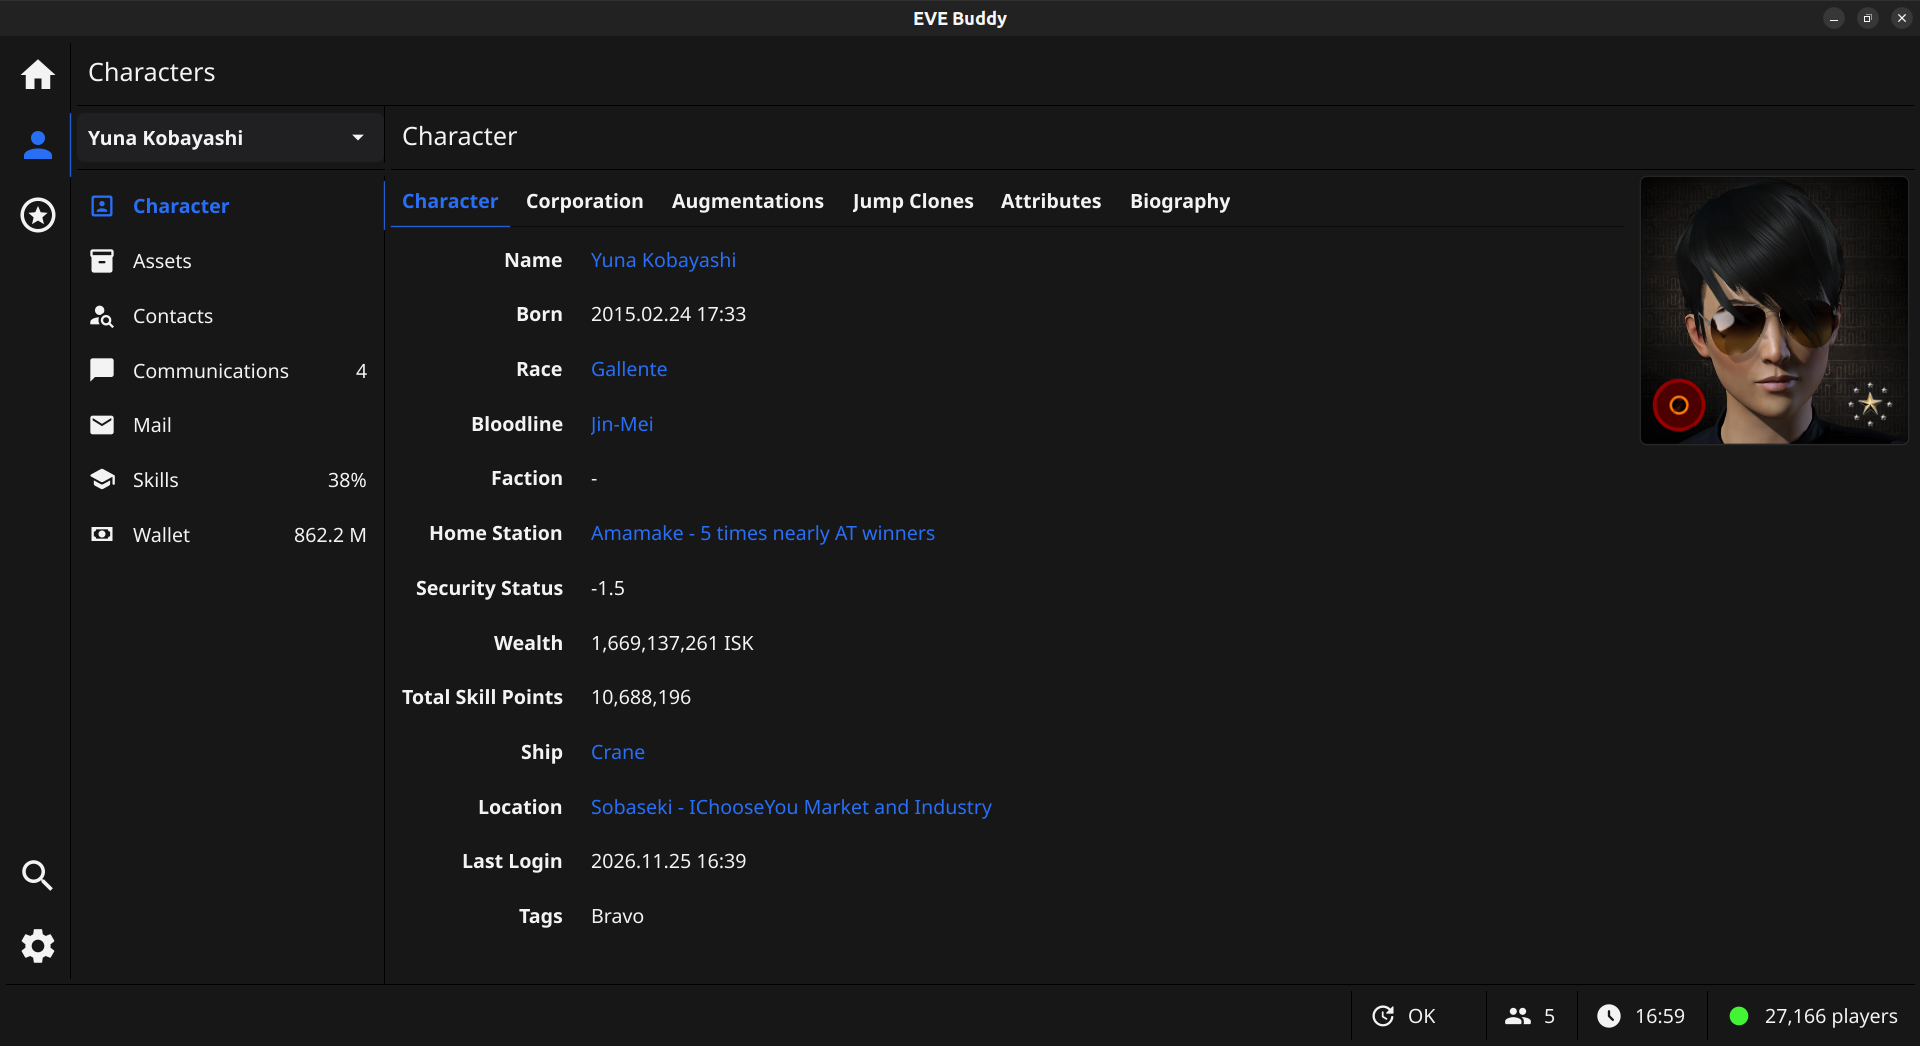 EVE Buddy
Characters
Yuna Kobayashi
Character
Assets
Contacts
Communications 4
Mail
Skills 38%
Wallet 862.2 M
Character
Character Corporation Augmentations Jump Clones Attributes Biography
Name Yuna Kobayashi
Born 2015.02.24 17:33
Race Gallente
Bloodline Jin-Mei
Faction -
Home Station Amamake - 5 times nearly AT winners
Security Status -1.5
Wealth 1,669,137,261 ISK
Total Skill Points 10,688,196
Ship Crane
Location Sobaseki - IChooseYou Market and Industry
Last Login 2026.11.25 16:39
Tags Bravo
OK 5 16:59 27,166 players